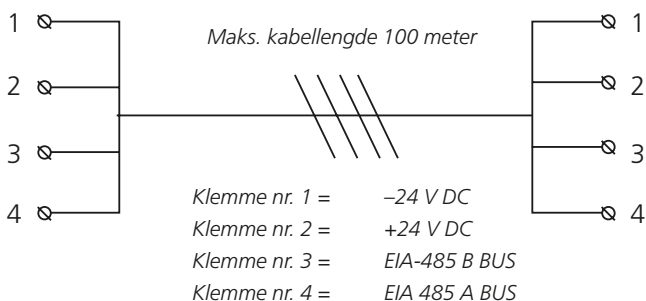 Maks. kabellengde 100 meter
1 1
2 2
3 3
4 4
Klemme nr. 1 = –24 V DC
Klemme nr. 2 = +24 V DC
Klemme nr. 3 = EIA-485 B BUS
Klemme nr. 4 = EIA 485 A BUS